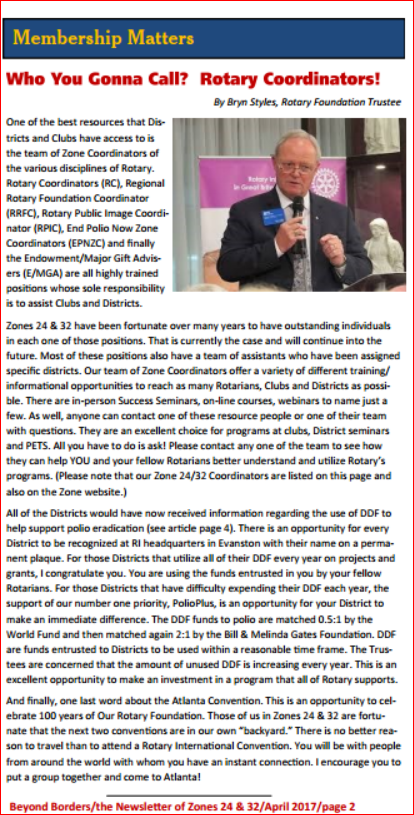 Membership Matters
Who You Gonna Call? Rotary Coordinators!
By Bryn Styles, Rotary Foundation Trustee
One of the best resources that Dis-
tricts and Clubs have access to is
the team of Zone Coordinators of
the various disciplines of Rotary.
Rotary Coordinators (RC), Regional
Rotary Foundation Coordinator
(RRFC), Rotary Public Image Coordi-
nator (RPIC), End Polio Now Zone
Coordinators (EPNZC) and finally
the Endowment/Major Gift Advis-
ers (E/MGA) are all highly trained
positions whose sole responsibility
is to assist Clubs and Districts.
Rotary In
in Great
Zones 24 & 32 have been fortunate over many years to have outstanding individuals
in each one of those positions. That is currently the case and will continue into the
future. Most of these positions also have a team of assistants who have been assigned
specific districts. Our team of Zone Coordinators offer a variety of different training/
informational opportunities to reach as many Rotarians, Clubs and Districts as possi-
ble. There are in-person Success Seminars, on-line courses, webinars to name just a
few. As well, anyone can contact one of these resource people or one of their team
with questions. They are an excellent choice for programs at clubs, District seminars
and PETS. All you have to do is ask! Please contact any one of the team to see how
they can help YOU and your fellow Rotarians better understand and utilize Rotary's
programs. (Please note that our Zone 24/32 Coordinators are listed on this page and
also on the Zone website.)
All of the Districts would have now received information regarding the use of DDF to
help support polio eradication (see article page 4). There is an opportunity for every
District to be recognized at RI headquarters in Evanston with their name on a perma-
nent plaque. For those Districts that utilize all of their DDF every year on projects and
grants, I congratulate you. You are using the funds entrusted in you by your fellow
Rotarians. For those Districts that have difficulty expending their DDF each year, the
support of our number one priority, PolioPlus, is an opportunity for your District to
make an immediate difference. The DDF funds to polio are matched 0.5:1 by the
World Fund and then matched again 2:1 by the Bill & Melinda Gates Foundation. DDF
are funds entrusted to Districts to be used within a reasonable time frame. The Trus-
tees are concerned that the amount of unused DDF is increasing every year. This is an
excellent opportunity to make an investment in a program that all of Rotary supports.
And finally, one last word about the Atlanta Convention. This is an opportunity to cel-
ebrate 100 years of Our Rotary Foundation. Those of us in Zones 24 & 32 are fortu-
nate that the next two conventions are in our own "backyard." There is no better rea-
son to travel than to attend a Rotary International Convention. You will be with people
from around the world with whom you have an instant connection. I encourage you to
put a group together and come to Atlanta!
Beyond Borders/the Newsletter of Zones 24 & 32/April 2017/page 2